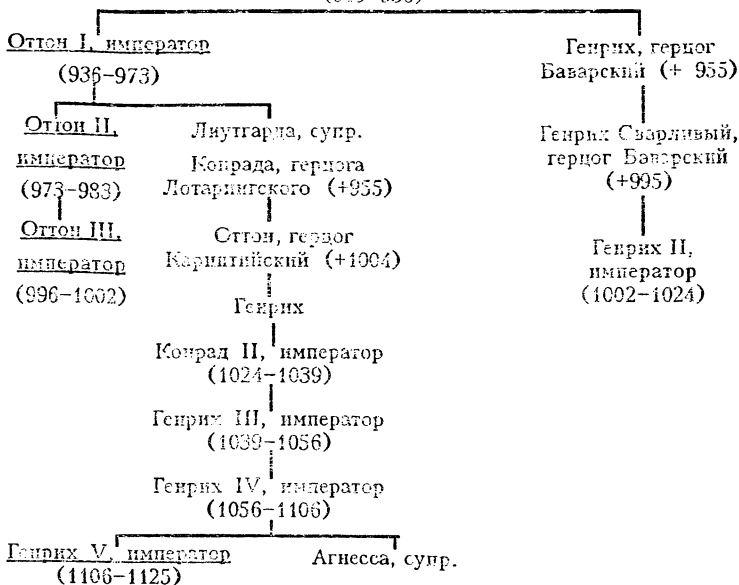 Оттон I, император
(936-973)
Генрих, герцог
Баварский (+ 955)
Оттон II,
император
(973-983)
Лиутгарда, супр.
Конрада, герцога
Лотарингского (+955)
Генрих Сварливый,
герцог Баварский
(+995)
Оттон III,
император
(996-1002)
Оттон, герцог
Каринтийский (+1004)
Генрих II,
император
(1002-1024)
Генрих
Конрад II, император
(1024-1039)
Генрих III, император
(1039-1056)
Генрих IV, император
(1056-1106)
Генрих V, император
(1106-1125)
Агнесса, супр.